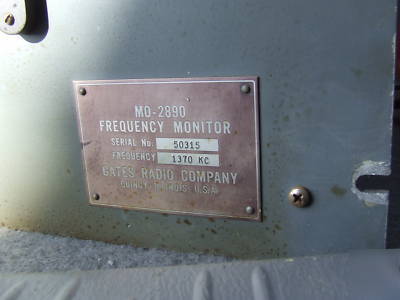 MO-2890
FREQUENCY MONITOR
SERIAL No. 50315
FREQUENCY 1370 KC
GATES RADIO COMPANY
QUINCY, ILLINOIS, U.S.A.